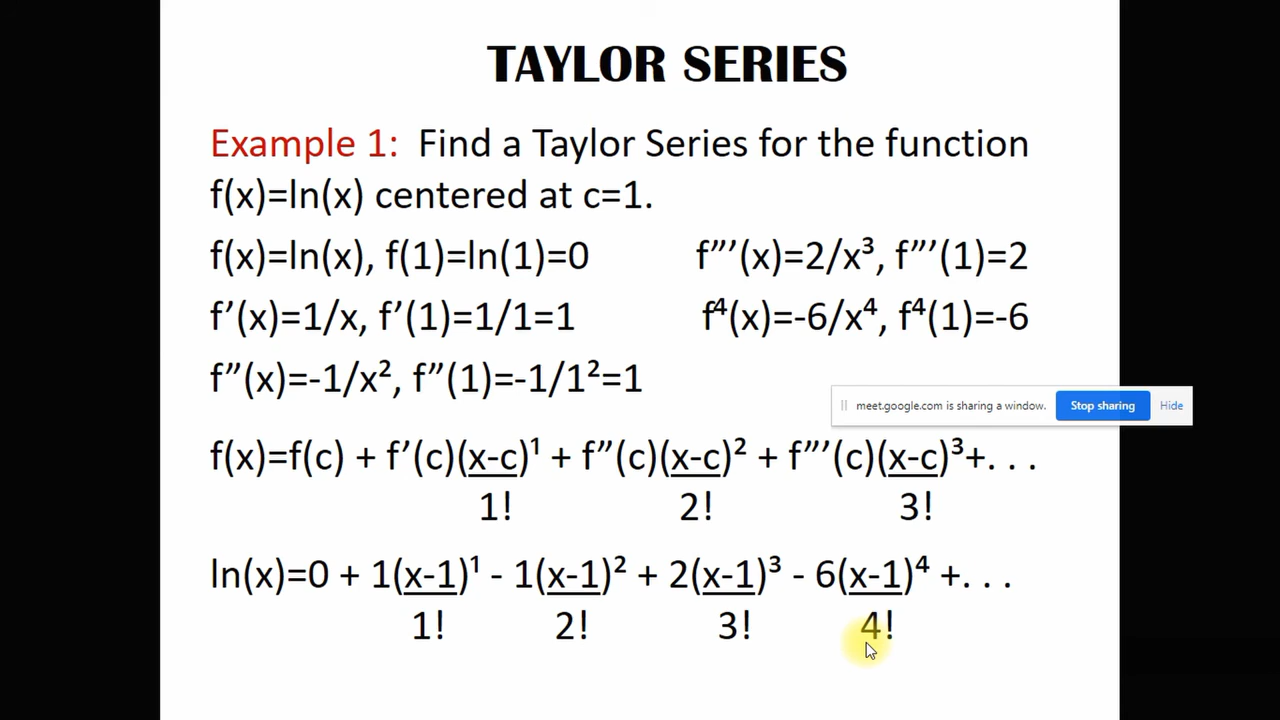 TAYLOR SERIES
Example 1: Find a Taylor Series for the function
f(x)=ln(x) centered at c=1.
f(x)=ln(x), f(1)=ln(1)=0 f”’(x)=2/x³, f”’(1)=2
f’(x)=1/x, f’(1)=1/1=1 f⁴(x)=-6/x⁴, f⁴(1)=-6
f”(x)=-1/x², f”(1)=-1/1²=1
meet.google.com is sharing a window. Stop sharing Hide
f(x)=f(c) + f’(c)(x-c)¹ + f”(c)(x-c)² + f”’(c)(x-c)³+. . .
1! 2! 3!
ln(x)=0 + 1(x-1)¹ - 1(x-1)² + 2(x-1)³ - 6(x-1)⁴ +. . .
1! 2! 3! 4!